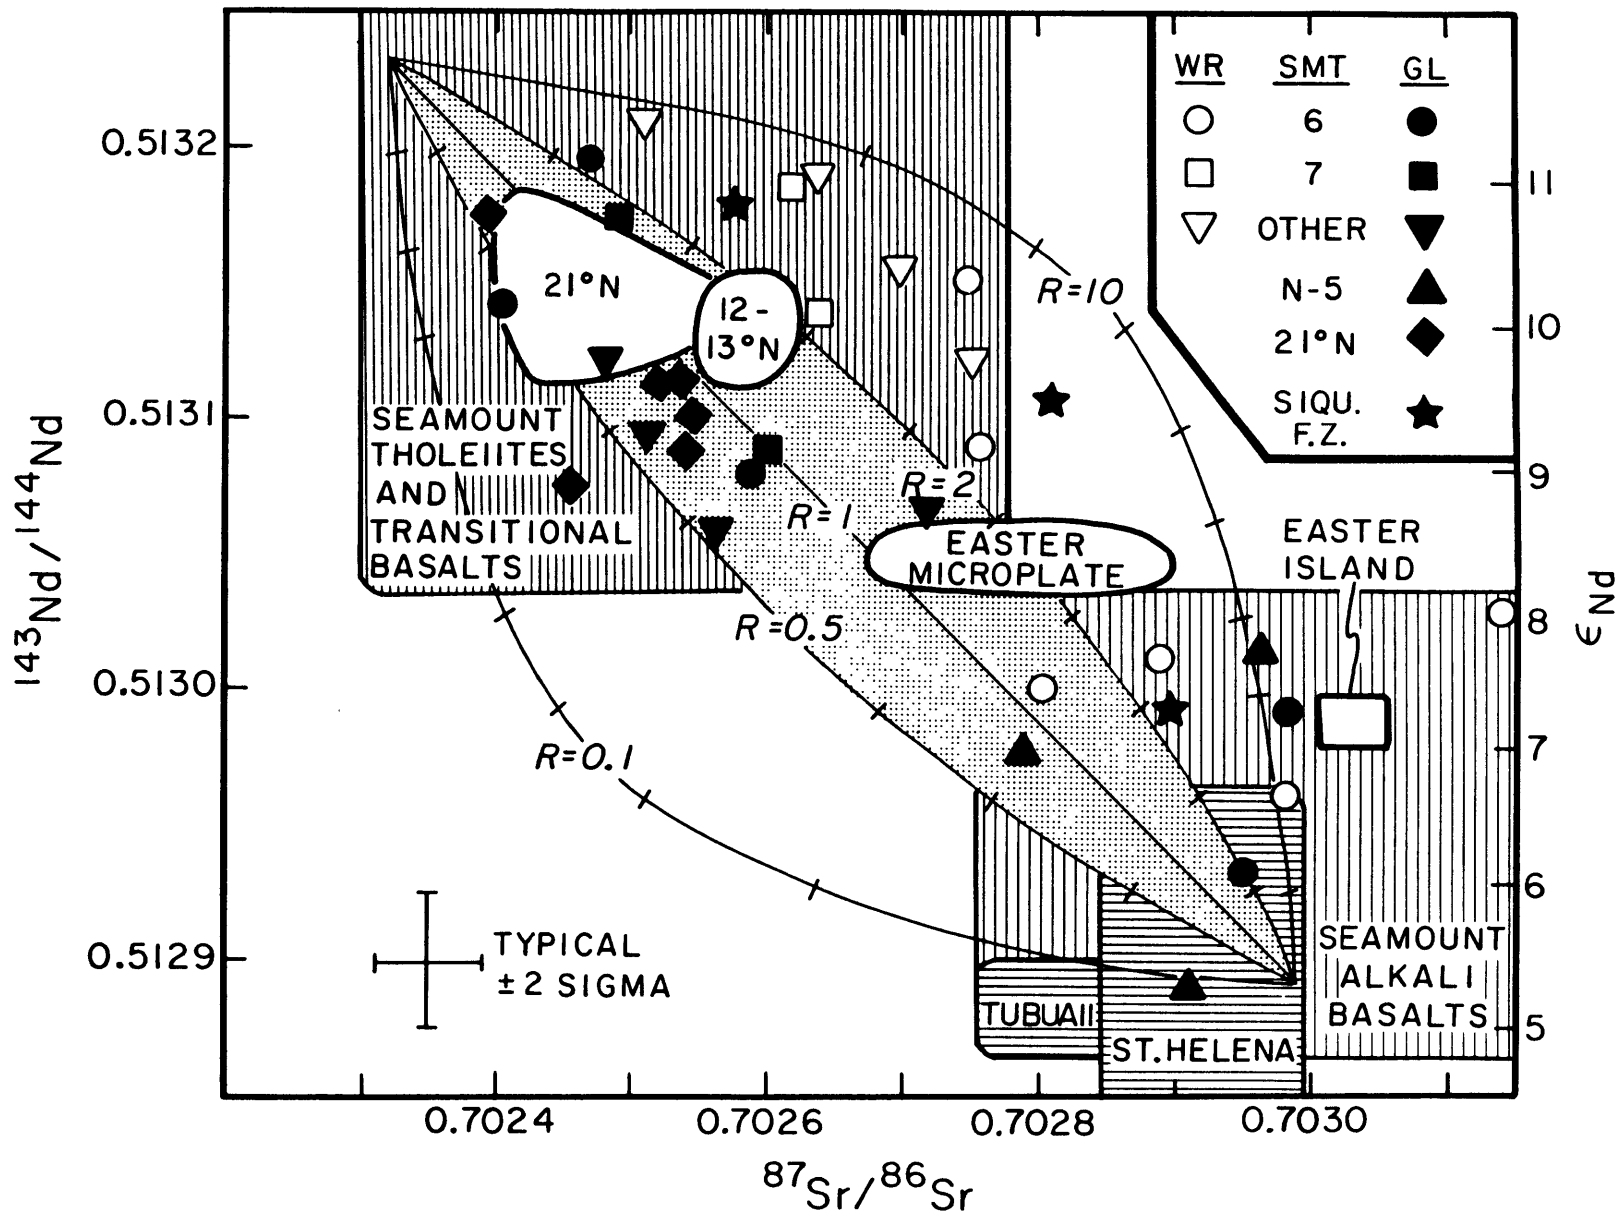 WR SMT GL
6
7
OTHER
N-5
21°N
SIQU.
F.Z.
0.5132
0.5131
0.5130
0.5129
¹⁴³Nd/¹⁴⁴Nd
11
10
9
8
7
6
5
εNd
21°N
12-
13°N
R=10
R=2
R=1
R=0.5
R=0.1
SEAMOUNT
THOLEIITES
AND
TRANSITIONAL
BASALTS
EASTER
MICROPLATE
EASTER
ISLAND
TYPICAL
±2 SIGMA
TUBUAII
ST. HELENA
SEAMOUNT
ALKALI
BASALTS
0.7024
0.7026
0.7028
0.7030
⁸⁷Sr/⁸⁶Sr